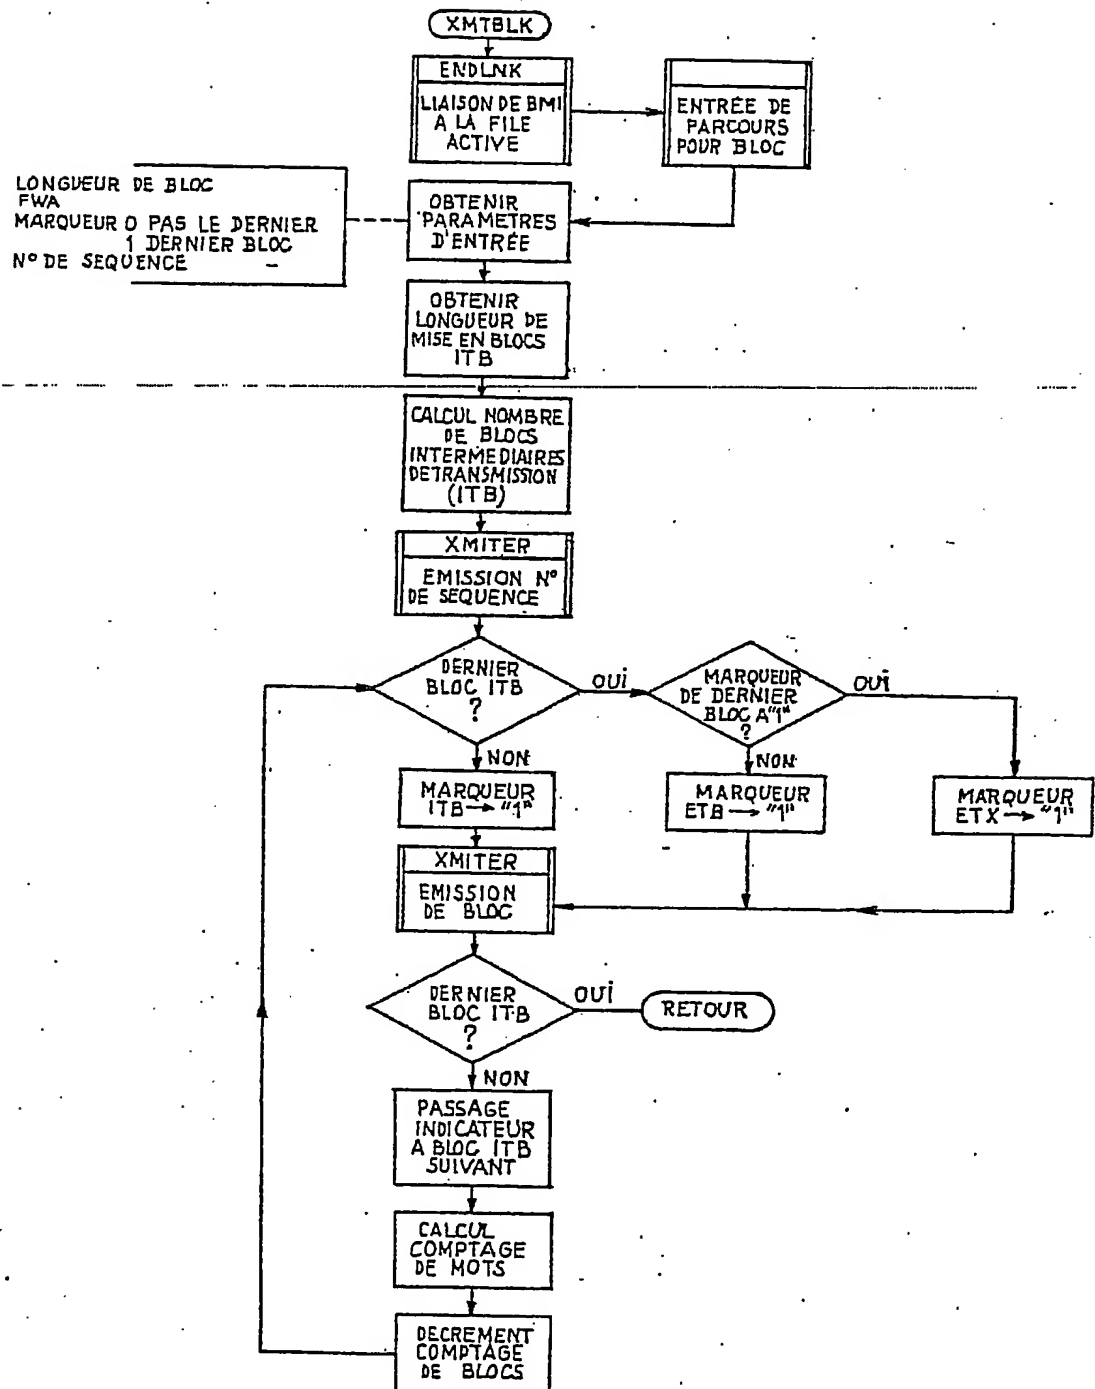 XMTBLK
ENDLNK
LIAISON DE BMI
A LA FILE
ACTIVE
ENTRÉE DE
PARCOURS
POUR BLOC
LONGUEUR DE BLOC
FWA
MARQUEUR 0 PAS LE DERNIER
1 DERNIER BLOC
N° DE SEQUENCE
OBTENIR
PARAMETRES
D'ENTRÉE
OBTENIR
LONGUEUR DE
MISE EN BLOCS
ITB
CALCUL NOMBRE
DE BLOCS
INTERMEDIAIRES
DE TRANSMISSION
(ITB)
XMITER
EMISSION N°
DE SEQUENCE
DERNIER
BLOC ITB
?
OUI
MARQUEUR
DE DERNIER
BLOC A "1"
?
OUI
NON
NON
MARQUEUR
ITB → "1"
MARQUEUR
ETB → "1"
MARQUEUR
ETX → "1"
XMITER
EMISSION
DE BLOC
DERNIER
BLOC ITB
?
OUI
RETOUR
NON
PASSAGE
INDICATEUR
A BLOC ITB
SUIVANT
CALCUL
COMPTAGE
DE MOTS
DECREMENT
COMPTAGE
DE BLOCS